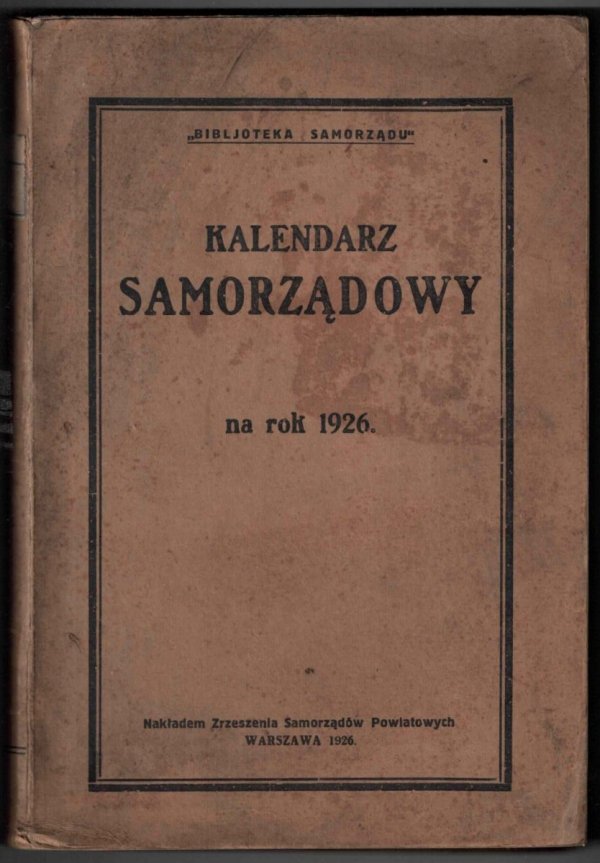 „BIBLJOTEKA SAMORZĄDU"
KALENDARZ
SAMORZĄDOWY
na rok 1926.
Nakładem Zrzeszenia Samorządów Powiatowych
WARSZAWA 1926.